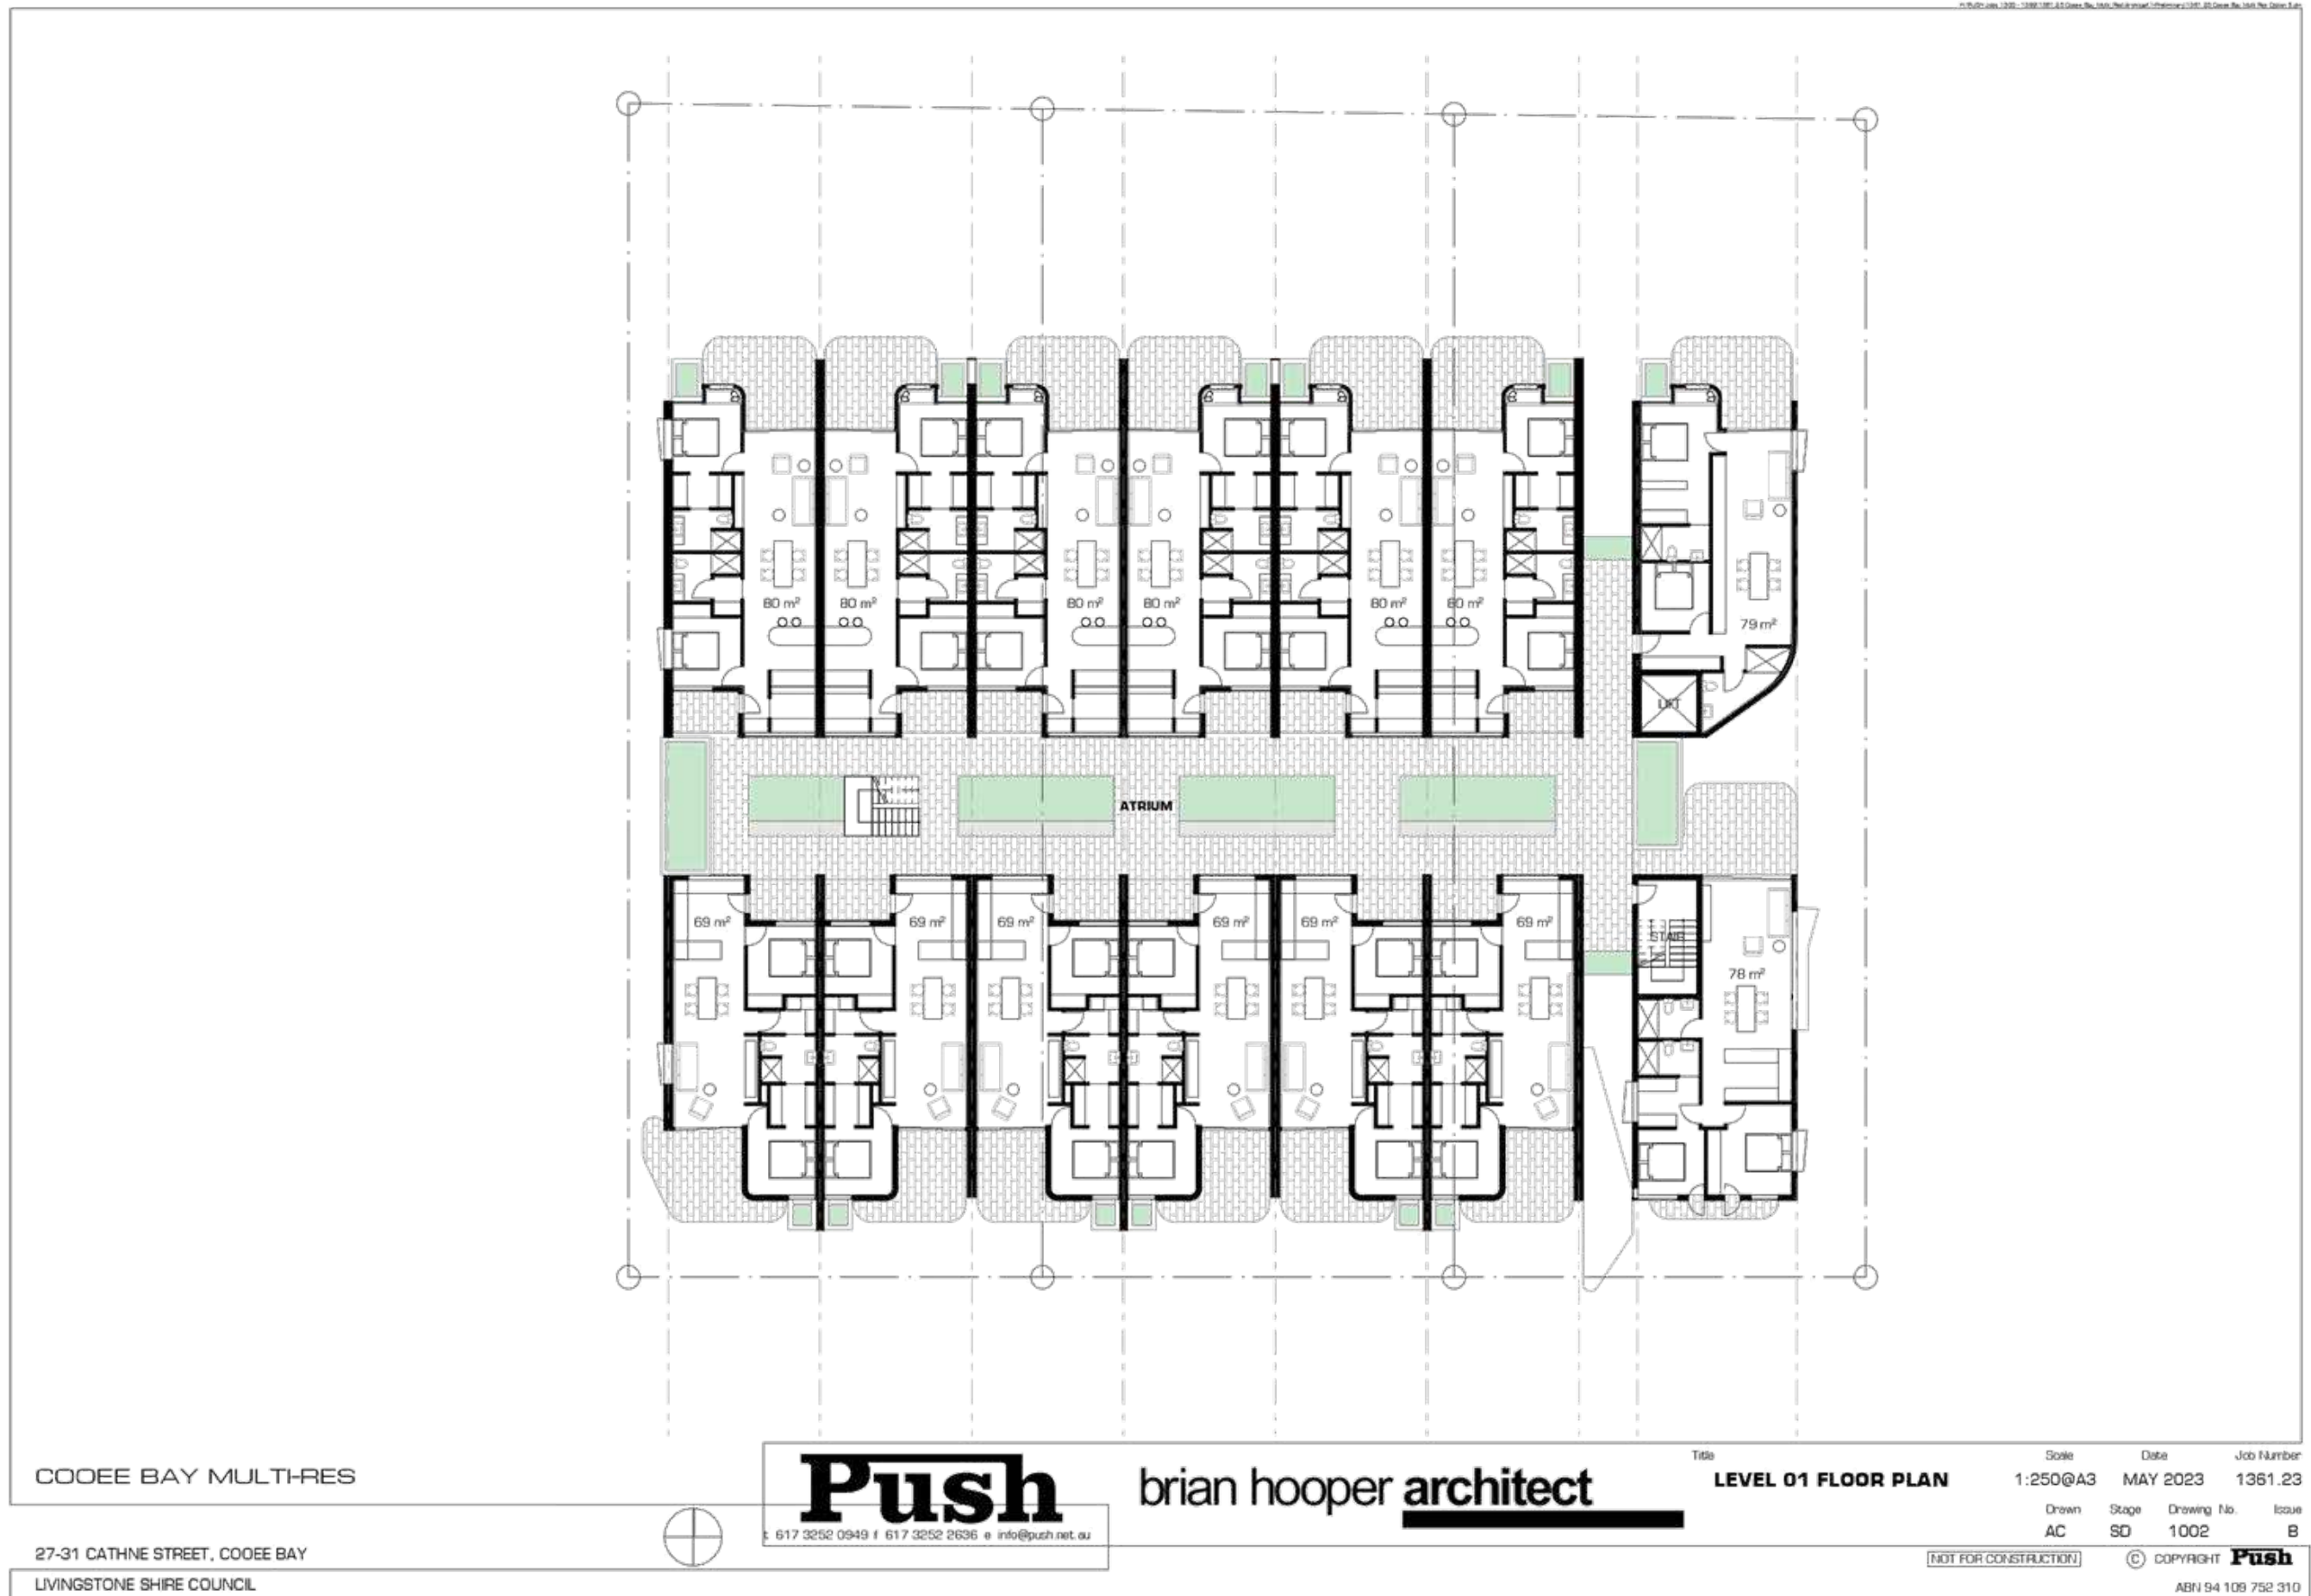 80 m²
80 m²
80 m²
80 m²
80 m²
80 m²
79 m²
LIFT
ATRIUM
69 m²
69 m²
69 m²
69 m²
69 m²
69 m²
STAIR
78 m²
COOEE BAY MULTI-RES
27-31 CATHNE STREET, COOEE BAY
LIVINGSTONE SHIRE COUNCIL
Push
t 617 3252 0949 f 617 3252 2636 e info@push.net.au
brian hooper architect
Title
LEVEL 01 FLOOR PLAN
Scale Date Job Number
1:250@A3 MAY 2023 1361.23
Drawn Stage Drawing No. Issue
AC SD 1002 B
NOT FOR CONSTRUCTION © COPYRIGHT Push
ABN 94 109 752 310